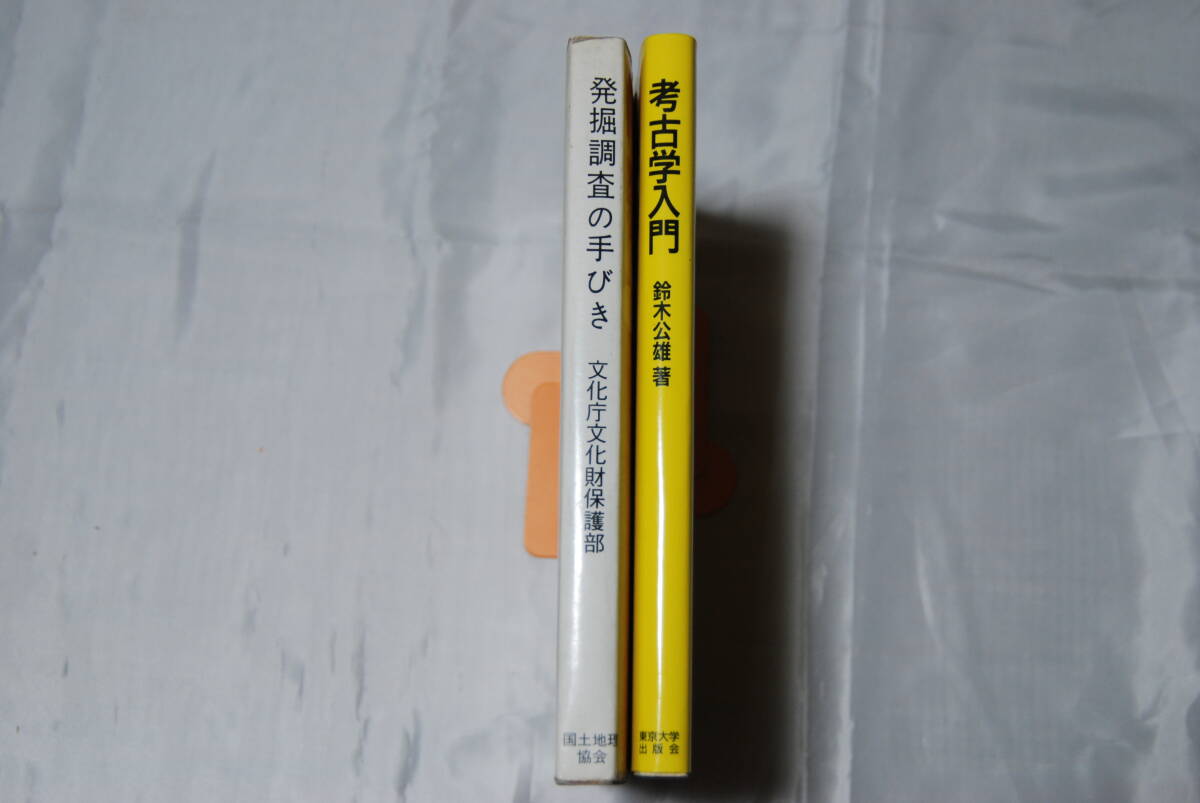 発掘調査の手びき
文化庁文化財保護部
国土地理
協会
考古学入門
鈴木公雄 著
東京大学
出版会